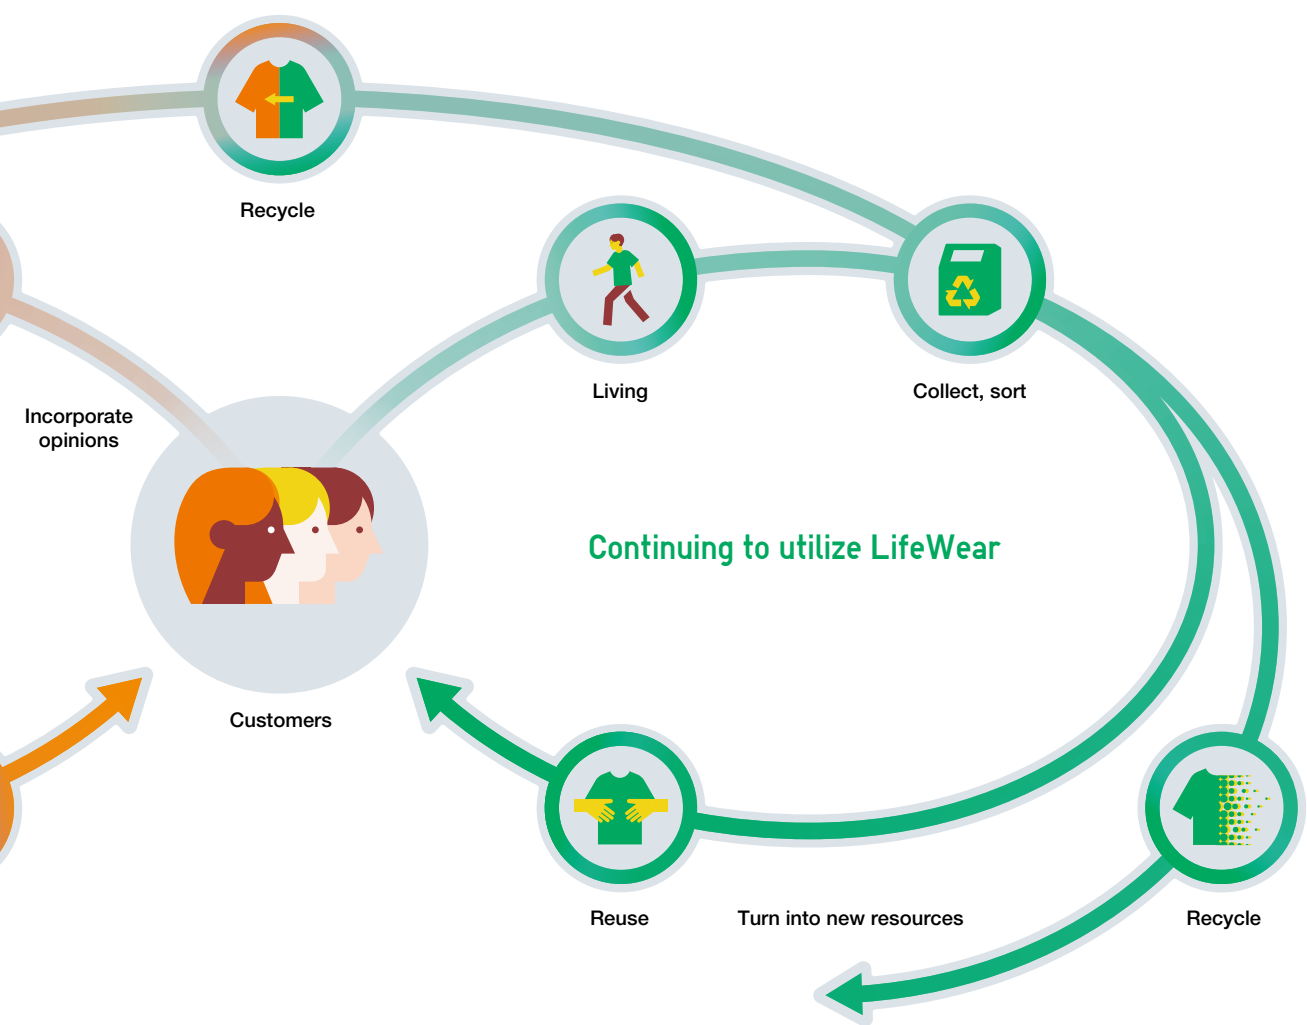 Recycle
Living
Collect, sort
Incorporate
opinions
Continuing to utilize LifeWear
Customers
Reuse
Turn into new resources
Recycle